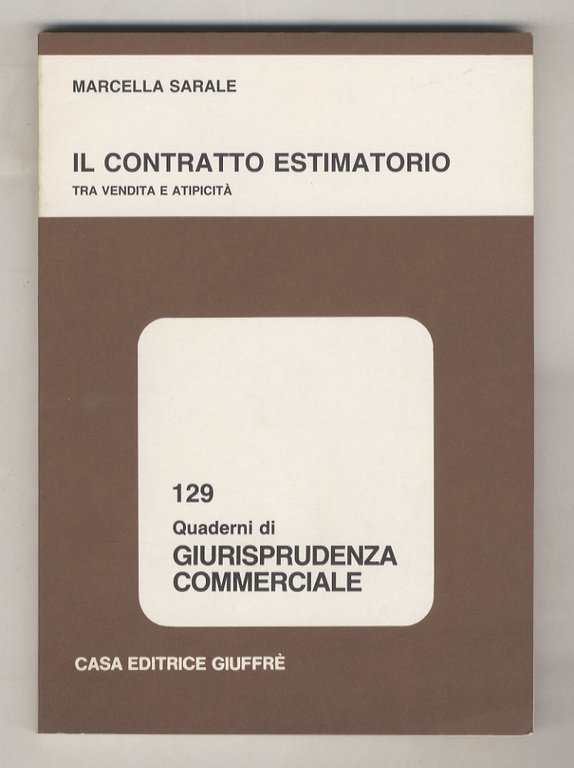 MARCELLA SARALE
IL CONTRATTO ESTIMATORIO
TRA VENDITA E ATIPICITÀ
129
Quaderni di
GIURISPRUDENZA
COMMERCIALE
CASA EDITRICE GIUFFRÈ